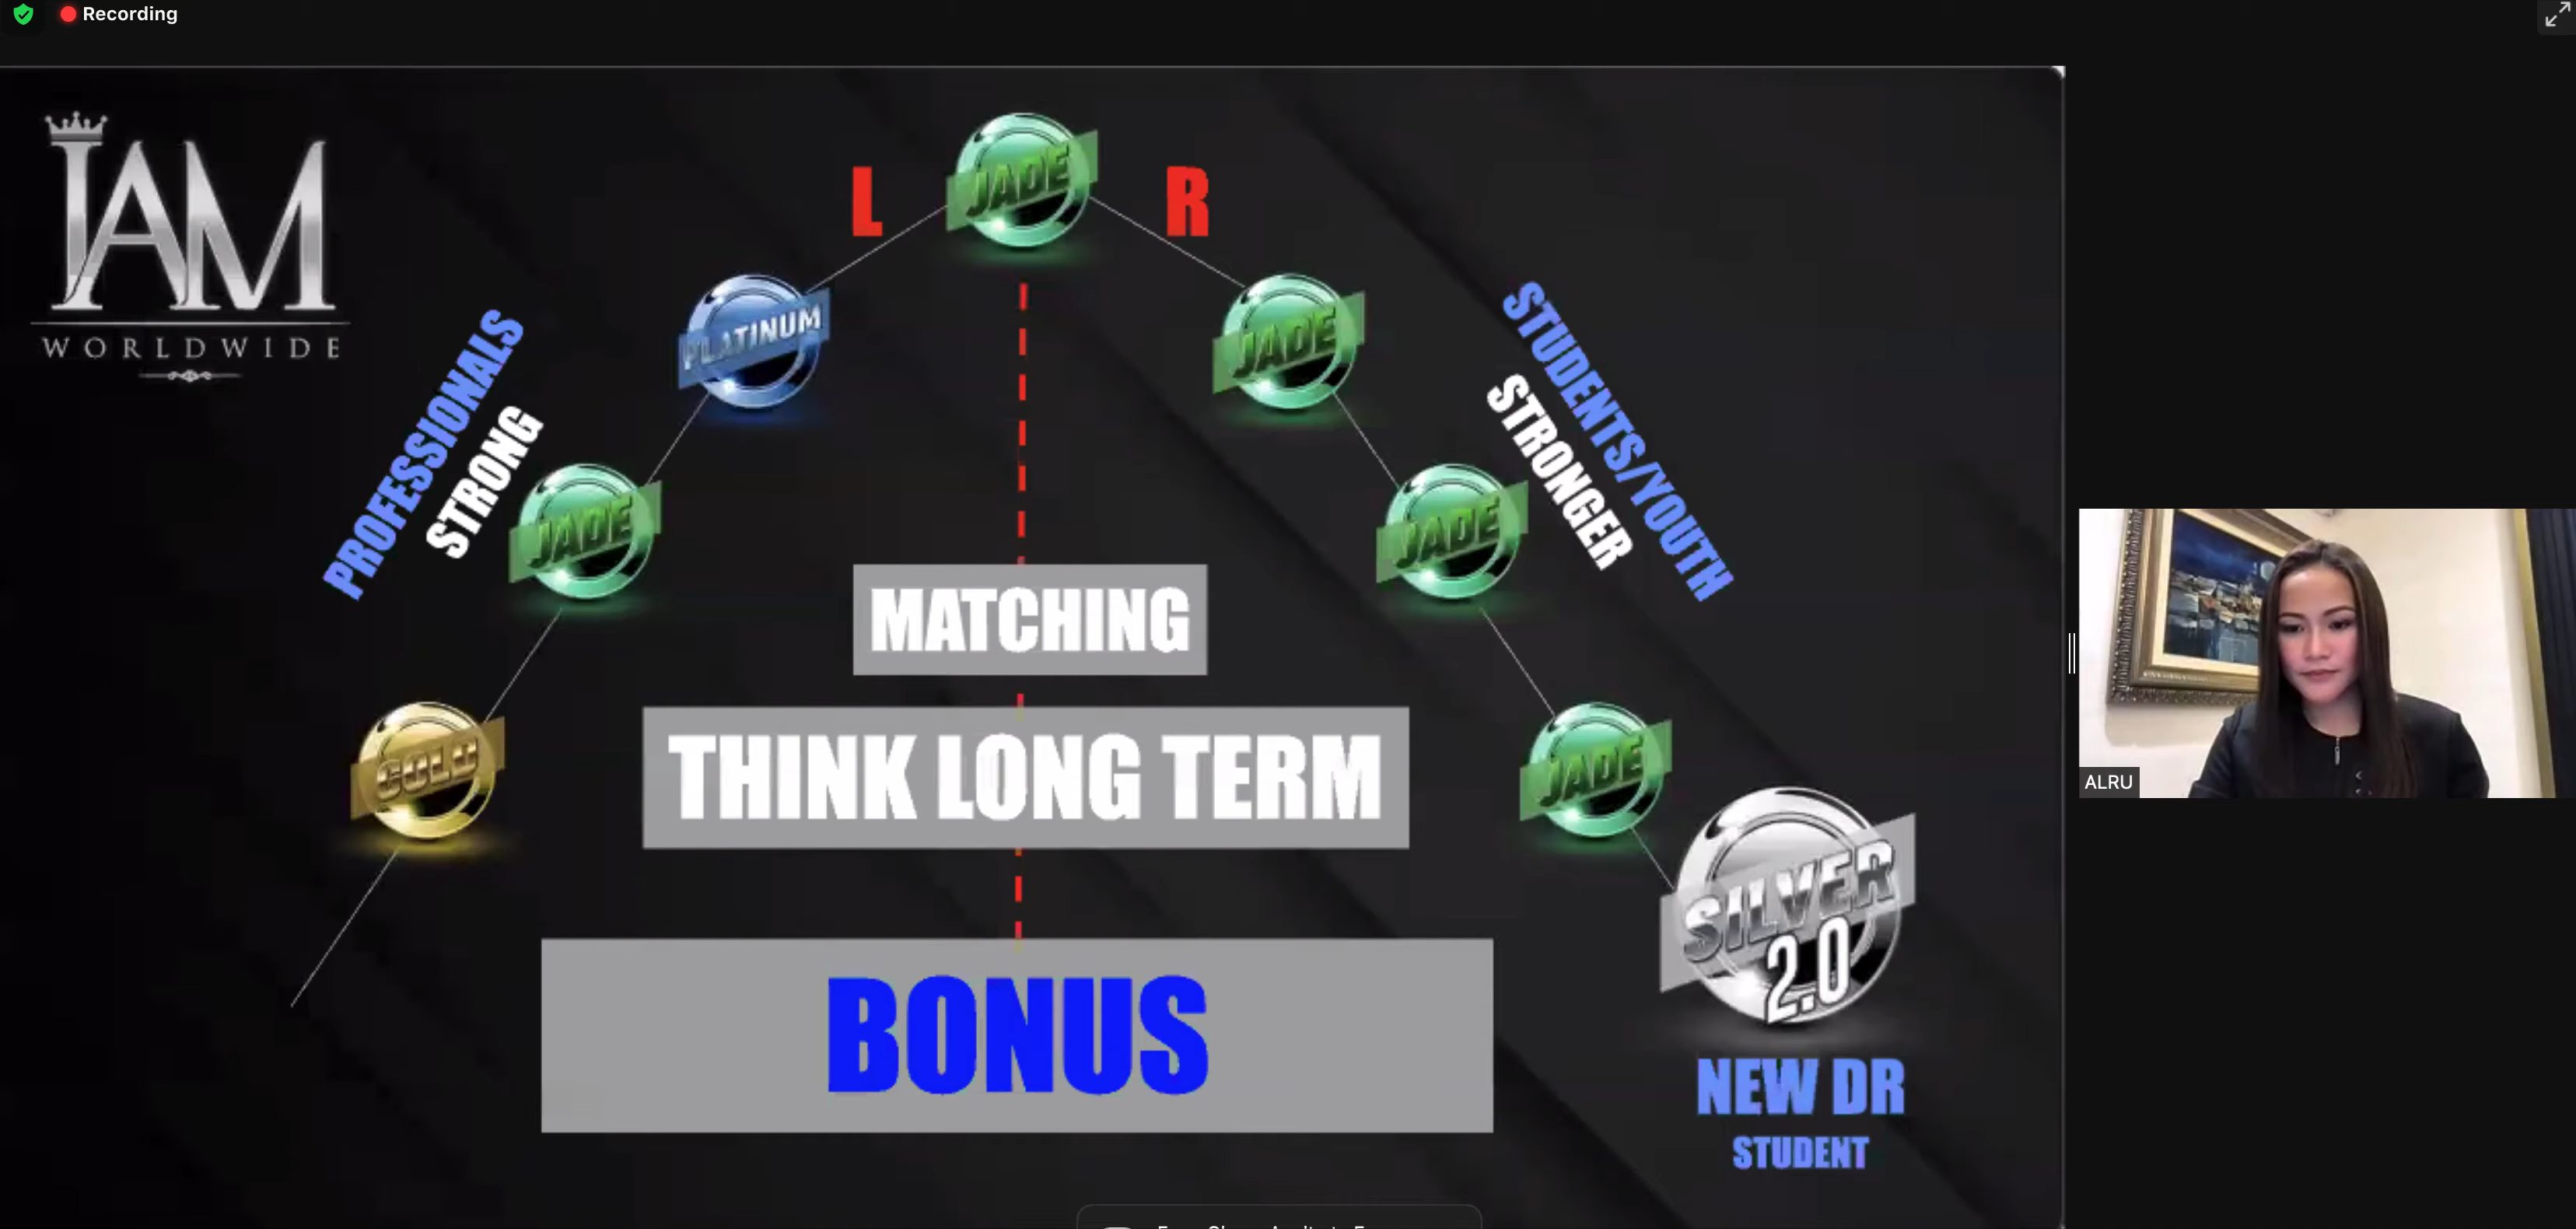 Recording
IAM
WORLDWIDE
L
JADE
R
PLATINUM
JADE
PROFESSIONALS
STRONG
STUDENTS/YOUTH
STRONGER
JADE
JADE
MATCHING
GOLD
THINK LONG TERM
JADE
ALRU
SILVER
2.0
BONUS
NEW DR
STUDENT